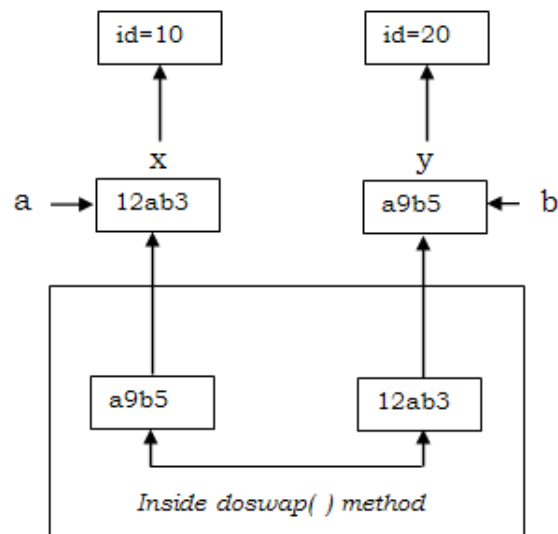 id=10
id=20
x
y
a
12ab3
a9b5
b
a9b5
12ab3
Inside doswap( ) method